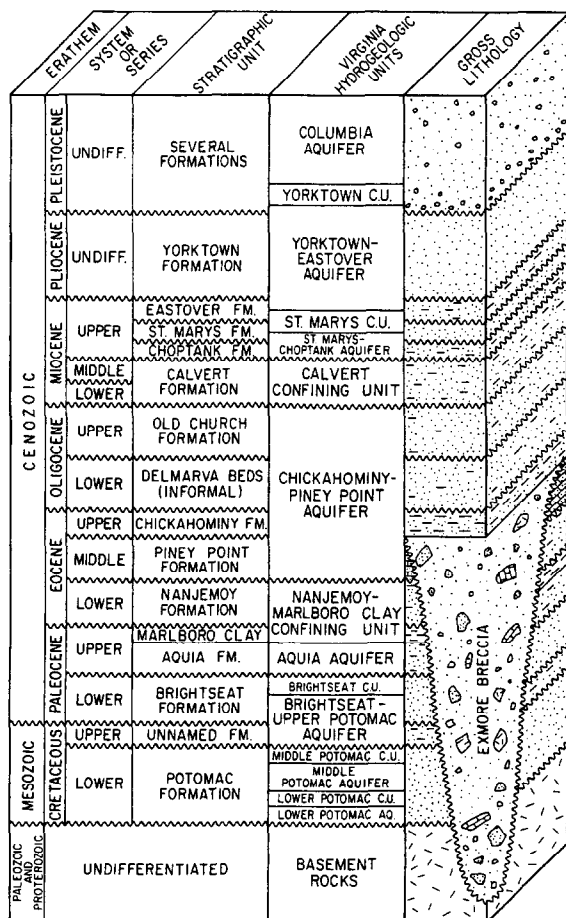 ERATHEM
SYSTEM
OR
SERIES
STRATIGRAPHIC
UNIT
VIRGINIA
HYDROGEOLOGIC
UNITS
GROSS
LITHOLOGY
CENOZOIC
PLEISTOCENE
UNDIFF.
SEVERAL
FORMATIONS
COLUMBIA
AQUIFER
YORKTOWN C.U.
PLIOCENE
UNDIFF.
YORKTOWN
FORMATION
YORKTOWN-
EASTOVER
AQUIFER
MIOCENE
UPPER
EASTOVER FM.
ST. MARYS FM.
CHOPTANK FM.
ST. MARYS C.U.
ST MARYS-
CHOPTANK AQUIFER
MIDDLE
LOWER
CALVERT
FORMATION
CALVERT
CONFINING UNIT
OLIGOCENE
UPPER
OLD CHURCH
FORMATION
LOWER
DELMARVA BEDS
(INFORMAL)
CHICKAHOMINY-
PINEY POINT
AQUIFER
EOCENE
UPPER
CHICKAHOMINY FM.
MIDDLE
PINEY POINT
FORMATION
LOWER
NANJEMOY
FORMATION
NANJEMOY-
MARLBORO CLAY
CONFINING UNIT
PALEOCENE
UPPER
MARLBORO CLAY
AQUIA FM.
AQUIA AQUIFER
LOWER
BRIGHTSEAT
FORMATION
BRIGHTSEAT C.U.
BRIGHTSEAT-
UPPER POTOMAC
AQUIFER
MESOZOIC
CRETACEOUS
UPPER
UNNAMED FM.
LOWER
POTOMAC
FORMATION
MIDDLE POTOMAC C.U.
MIDDLE
POTOMAC AQUIFER
LOWER POTOMAC C.U.
LOWER POTOMAC AQ.
PALEOZOIC
AND
PROTEROZOIC
UNDIFFERENTIATED
BASEMENT
ROCKS
EXMORE BRECCIA